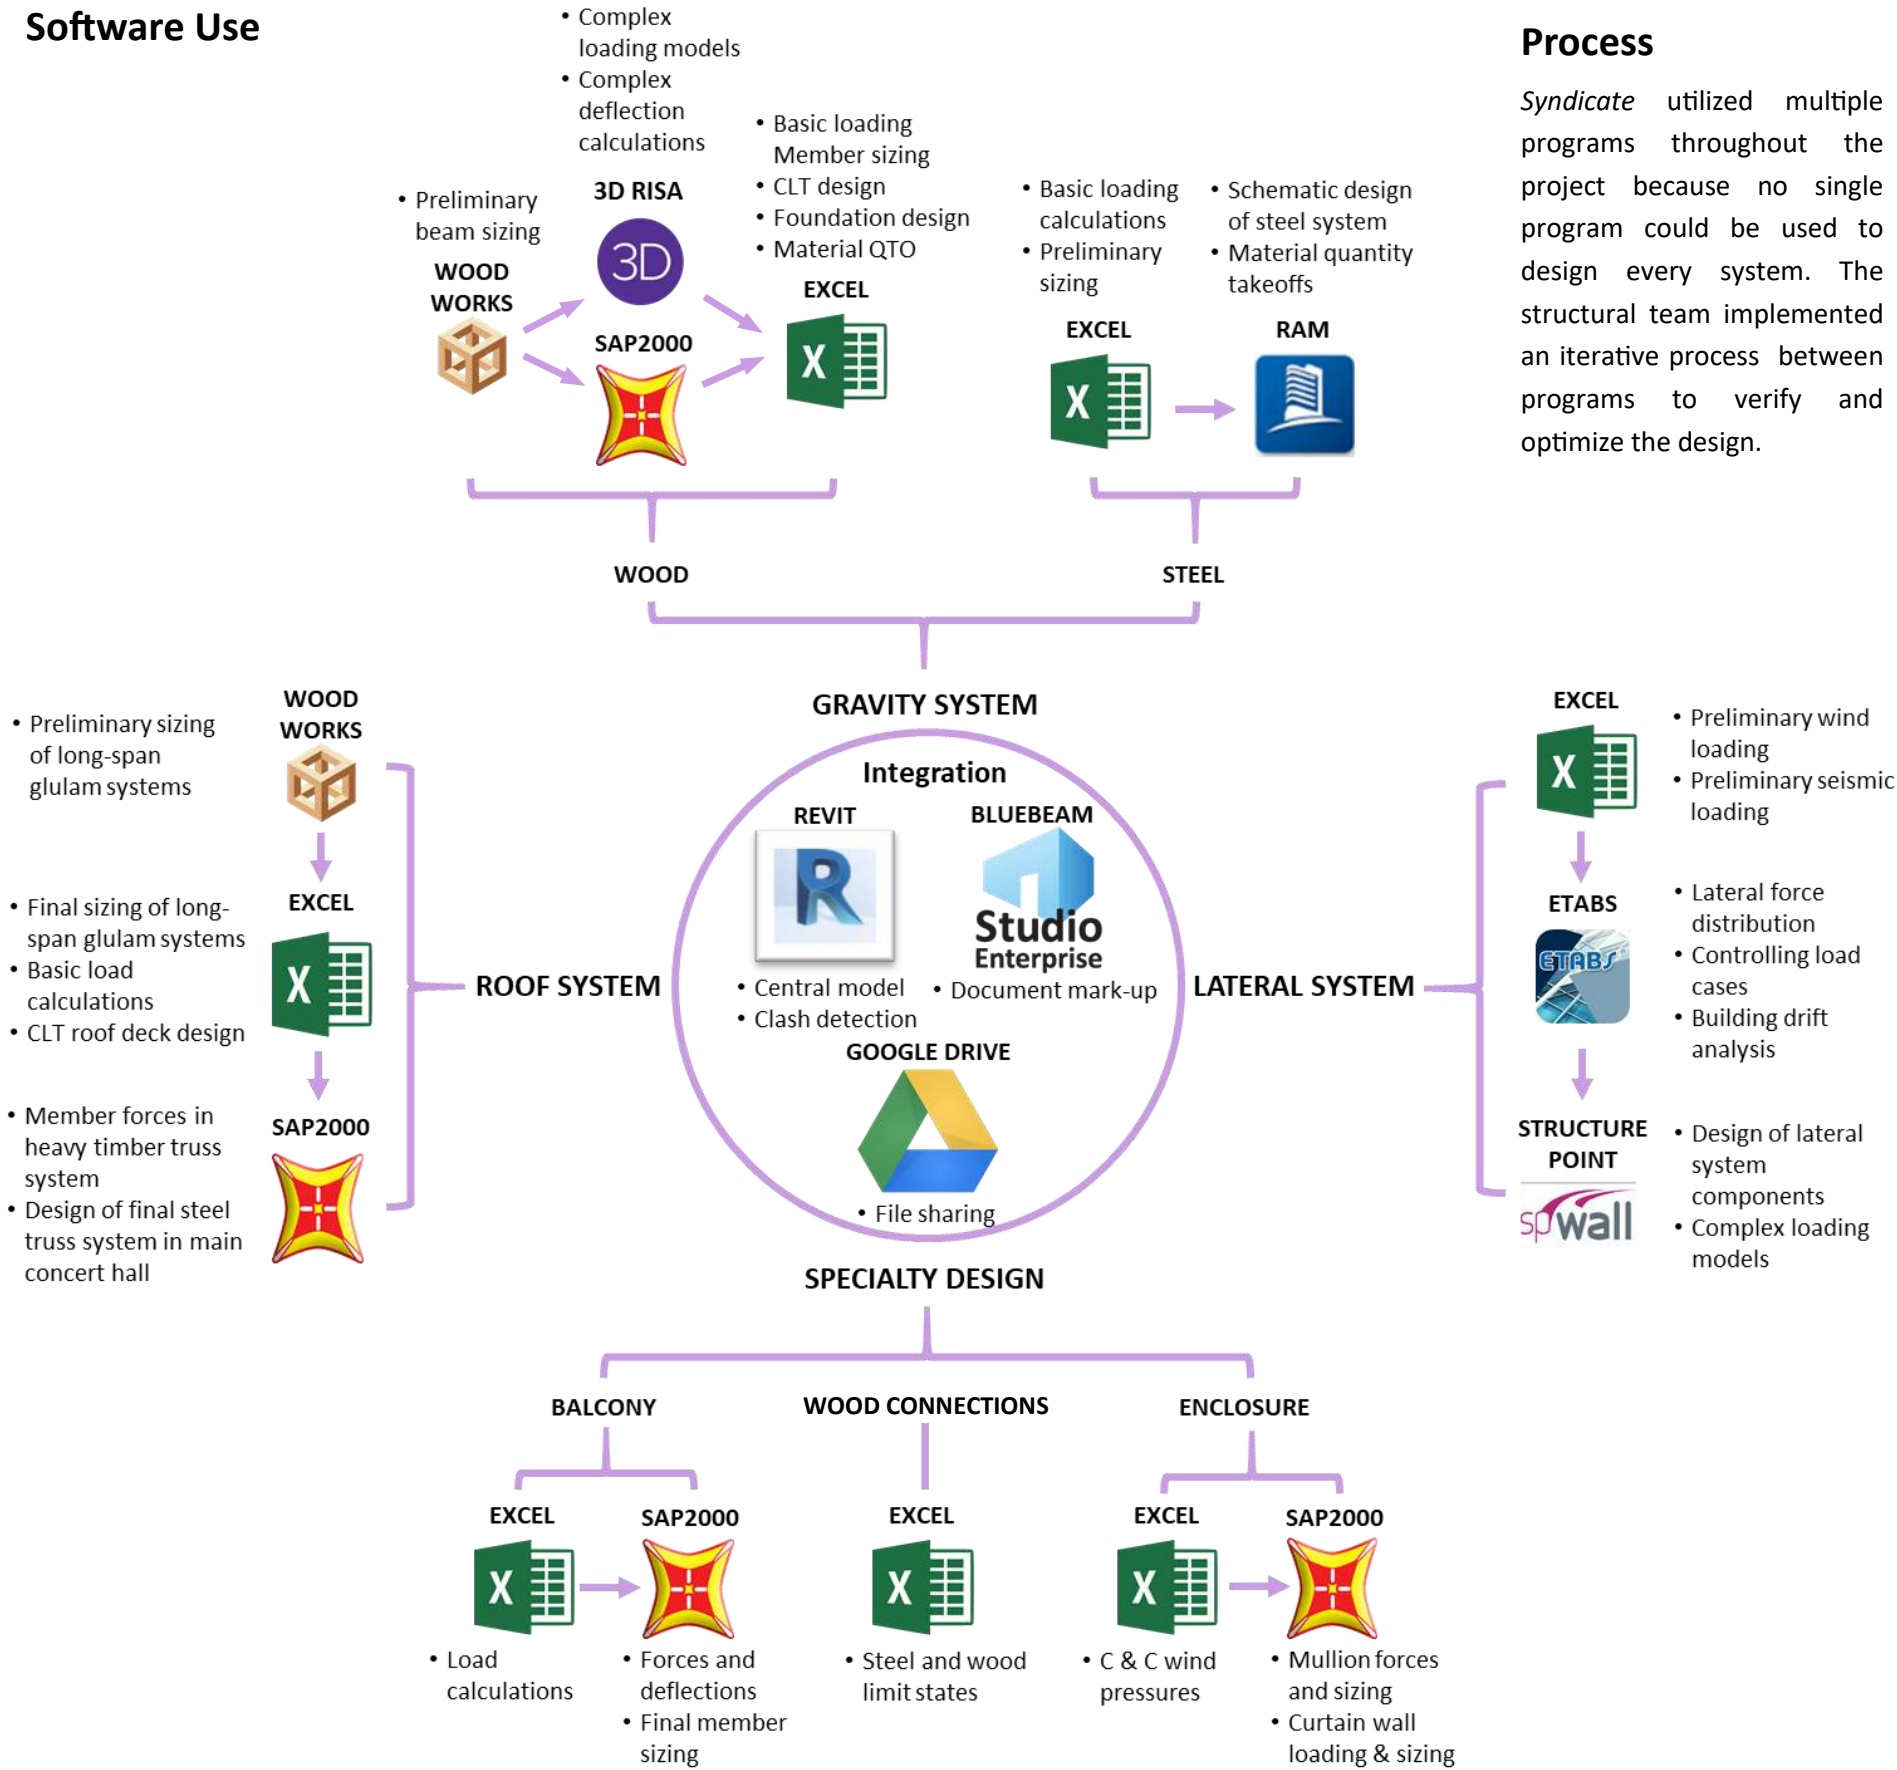 Software Use
Process
Syndicate utilized multiple
programs throughout the
project because no single
program could be used to
design every system. The
structural team implemented
an iterative process between
programs to verify and
optimize the design.
• Complex
loading models
• Complex
deflection
calculations
3D RISA
3D
• Preliminary
beam sizing
WOOD
WORKS
SAP2000
• Basic loading
Member sizing
• CLT design
• Foundation design
• Material QTO
EXCEL
X
• Basic loading
calculations
• Preliminary
sizing
EXCEL
X
• Schematic design
of steel system
• Material quantity
takeoffs
RAM
WOOD
STEEL
GRAVITY SYSTEM
• Preliminary sizing
of long-span
glulam systems
WOOD
WORKS
• Final sizing of long-
span glulam systems
• Basic load
calculations
• CLT roof deck design
EXCEL
X
• Member forces in
heavy timber truss
system
• Design of final steel
truss system in main
concert hall
SAP2000
ROOF SYSTEM
Integration
REVIT
R
• Central model
• Clash detection
BLUEBEAM
Studio
Enterprise
• Document mark-up
GOOGLE DRIVE
• File sharing
LATERAL SYSTEM
EXCEL
X
• Preliminary wind
loading
• Preliminary seismic
loading
ETABS
ETABS
• Lateral force
distribution
• Controlling load
cases
• Building drift
analysis
STRUCTURE
POINT
spwall
• Design of lateral
system
components
• Complex loading
models
SPECIALTY DESIGN
BALCONY
WOOD CONNECTIONS
ENCLOSURE
EXCEL
X
• Load
calculations
SAP2000
• Forces and
deflections
• Final member
sizing
EXCEL
X
• Steel and wood
limit states
EXCEL
X
• C & C wind
pressures
SAP2000
• Mullion forces
and sizing
• Curtain wall
loading & sizing